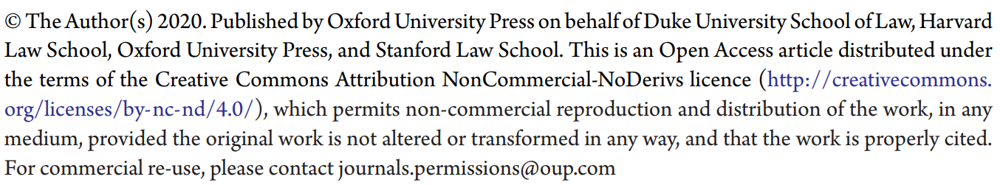 © The Author(s) 2020. Published by Oxford University Press on behalf of Duke University School of Law, Harvard
Law School, Oxford University Press, and Stanford Law School. This is an Open Access article distributed under
the terms of the Creative Commons Attribution NonCommercial-NoDerivs licence (http://creativecommons.
org/licenses/by-nc-nd/4.0/), which permits non-commercial reproduction and distribution of the work, in any
medium, provided the original work is not altered or transformed in any way, and that the work is properly cited.
For commercial re-use, please contact journals.permissions@oup.com